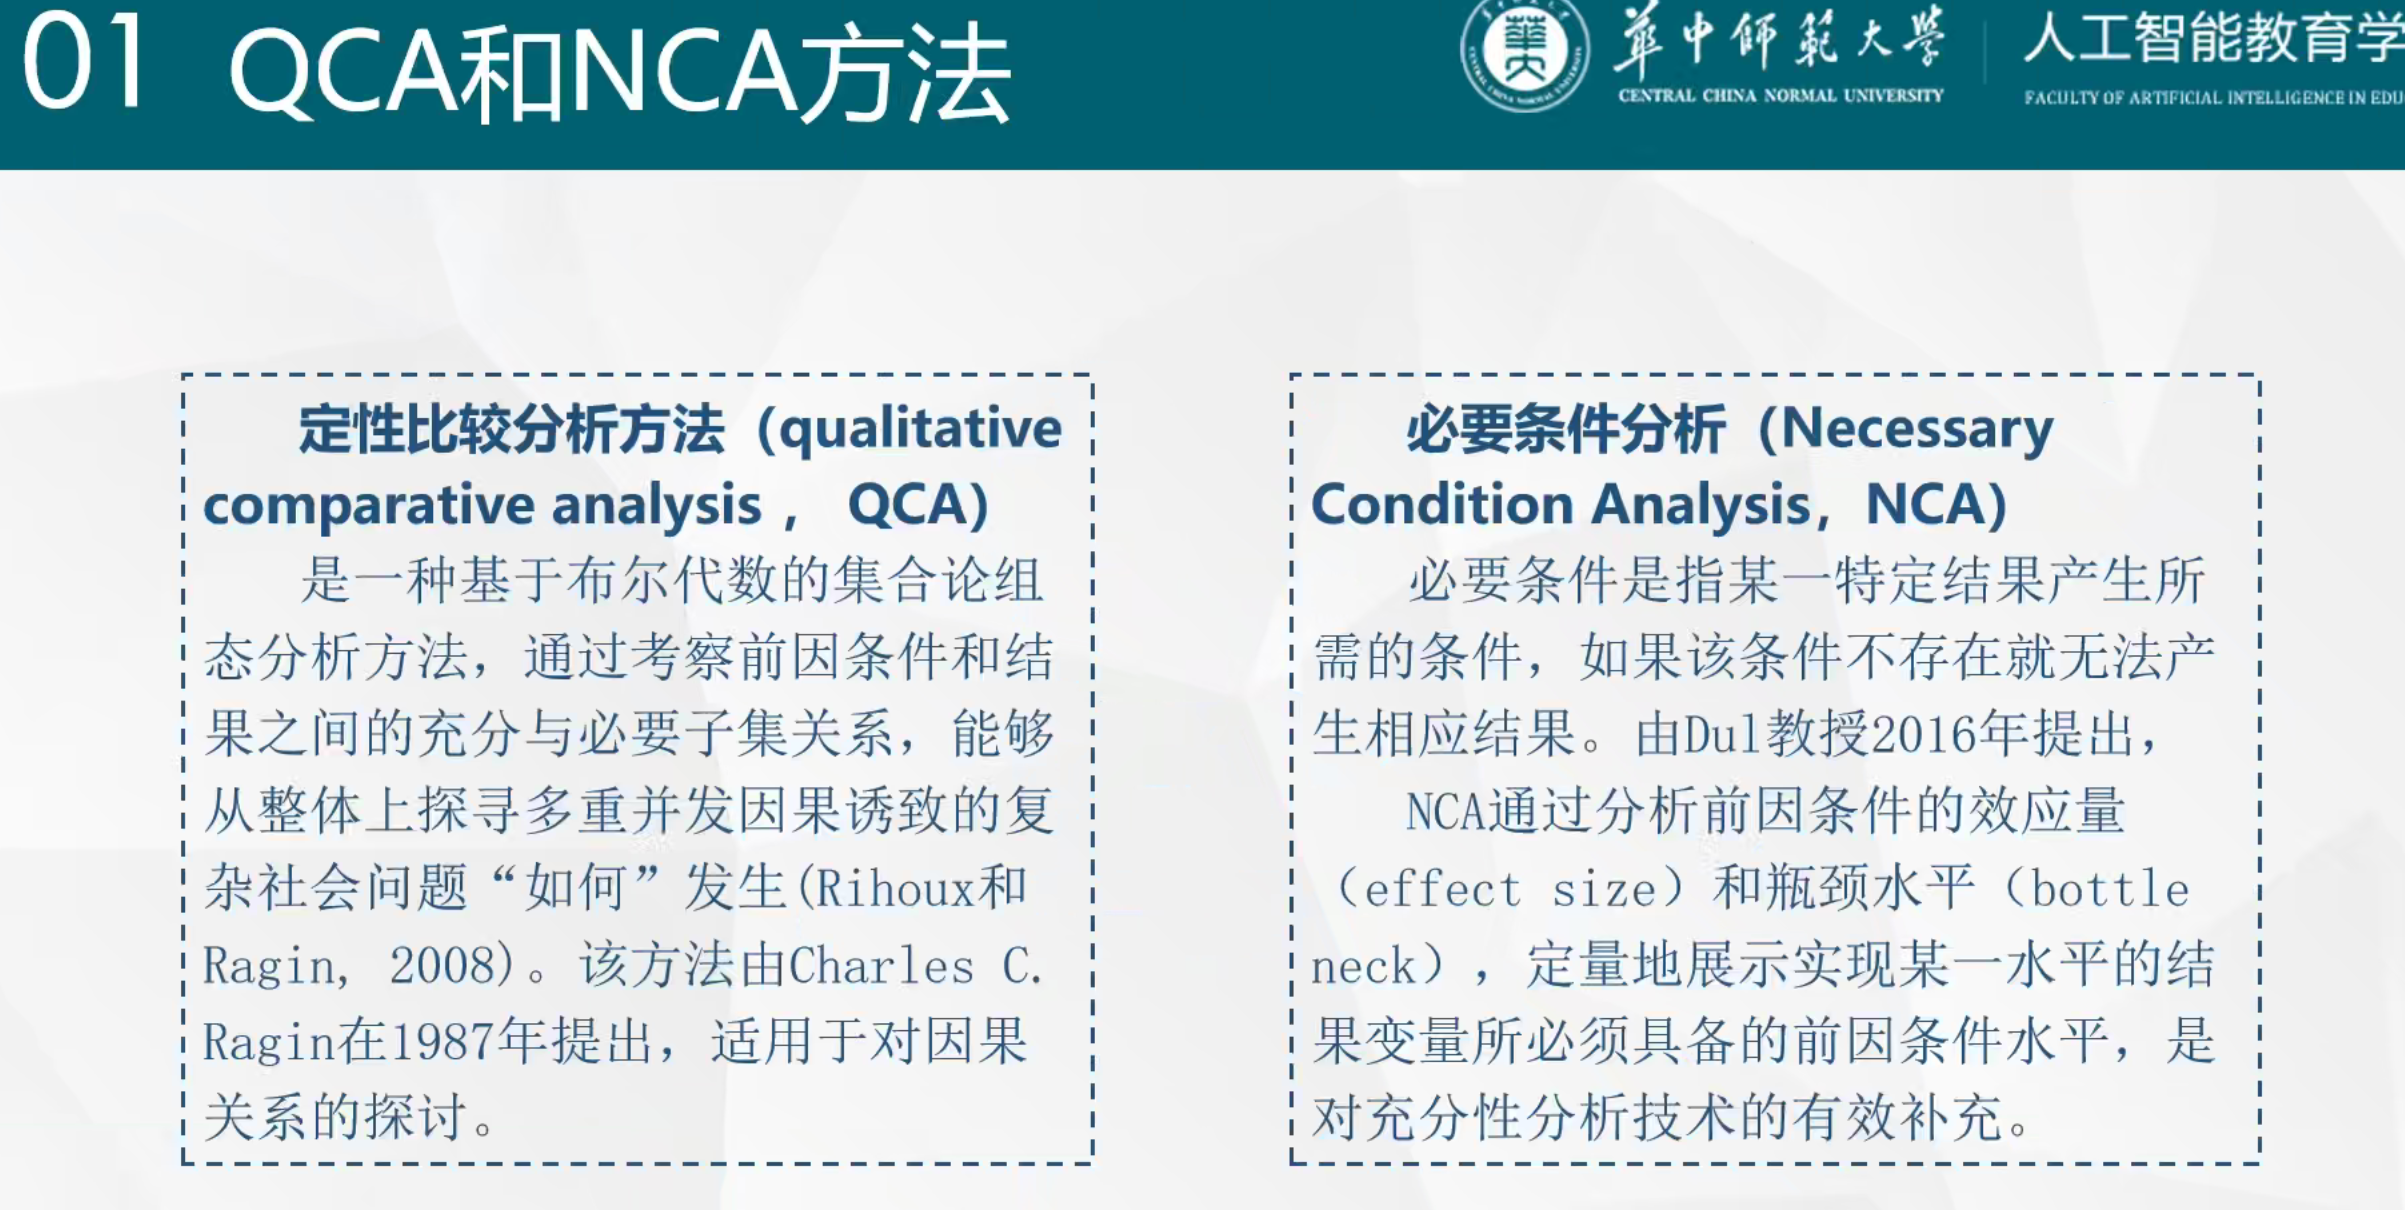 01 QCA和NCA方法
華中師範大學
CENTRAL CHINA NORMAL UNIVERSITY
人工智能教育学
FACULTY OF ARTIFICIAL INTELLIGENCE IN EDU
定性比较分析方法（qualitative
comparative analysis ， QCA）
是一种基于布尔代数的集合论组
态分析方法，通过考察前因条件和结
果之间的充分与必要子集关系，能够
从整体上探寻多重并发因果诱致的复
杂社会问题“如何”发生(Rihoux和
Ragin, 2008)。该方法由Charles C.
Ragin在1987年提出，适用于对因果
关系的探讨。
必要条件分析（Necessary
Condition Analysis，NCA）
必要条件是指某一特定结果产生所
需的条件，如果该条件不存在就无法产
生相应结果。由Dul教授2016年提出，
NCA通过分析前因条件的效应量
（effect size）和瓶颈水平（bottle
neck），定量地展示实现某一水平的结
果变量所必须具备的前因条件水平，是
对充分性分析技术的有效补充。